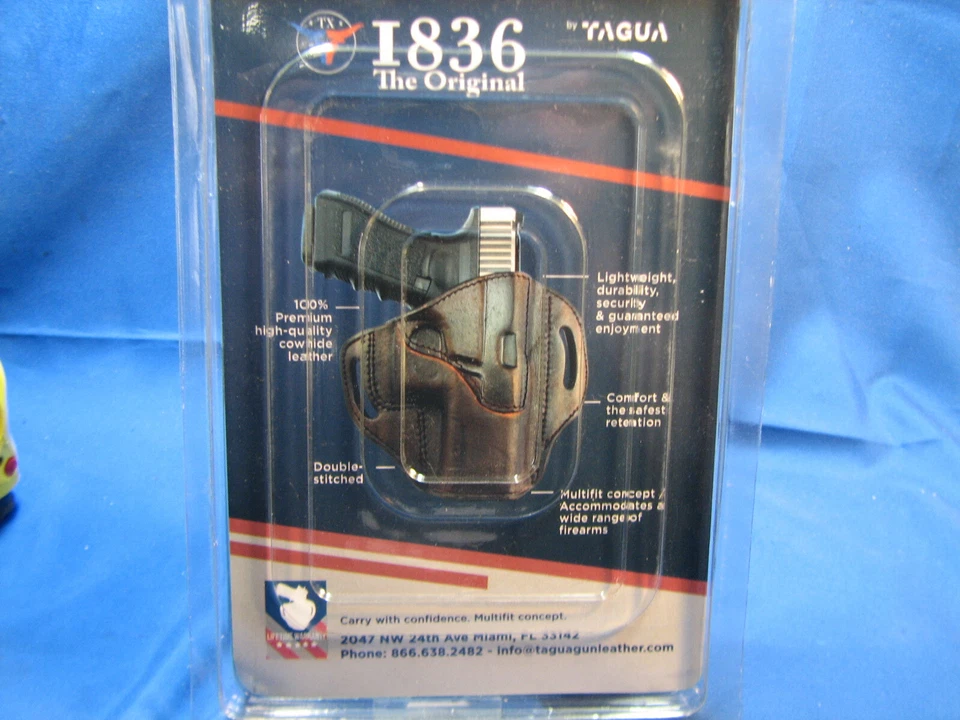 TX
1836
by TAGUA
The Original
100%
Premium
high-quality
cowhide
leather
Lightweight,
durability,
security
& guaranteed
enjoyment
Comfort &
the safest
retention
Double-
stitched
Multifit concept /
Accommodates a
wide range of
firearms
LIFETIME WARRANTY
Carry with confidence. Multifit concept.
2047 NW 24th Ave Miami, FL 33142
Phone: 866.638.2482 - info@taguagunleather.com